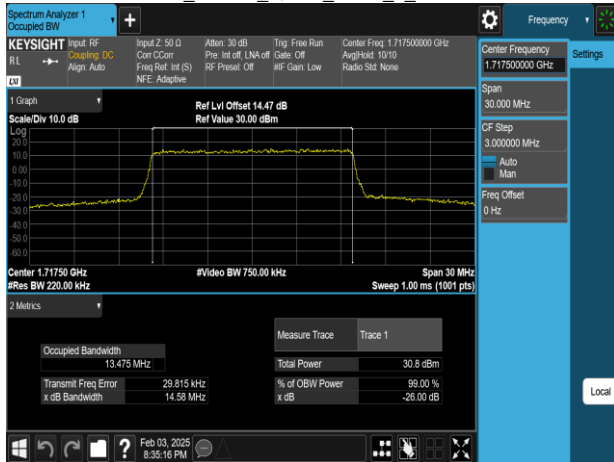 Spectrum Analyzer 1
Occupied BW
Frequency
KEYSIGHT
R L
LXI
Input: RF
Coupling: DC
Align: Auto
Input Z: 50 Ω
Corr CCorr
Freq Ref: Int (S)
NFE: Adaptive
Atten: 30 dB
Pre: Int off, LNA off
RF Preset: Off
Trig: Free Run
Gate: Off
#IF Gain: Low
Center Freq: 1.717500000 GHz
Avg|Hold: 10/10
Radio Std: None
1 Graph
Scale/Div 10.0 dB
Ref Lvl Offset 14.47 dB
Ref Value 30.00 dBm
Log
20.0
10.0
0.00
-10.0
-20.0
-30.0
-40.0
-50.0
-60.0
Center 1.71750 GHz
#Res BW 220.00 kHz
#Video BW 750.00 kHz
Span 30 MHz
Sweep 1.00 ms (1001 pts)
2 Metrics
Occupied Bandwidth
13.475 MHz
Transmit Freq Error 29.815 kHz
x dB Bandwidth 14.58 MHz
Measure Trace Trace 1
Total Power 30.8 dBm
% of OBW Power 99.00 %
x dB -26.00 dB
Center Frequency
1.717500000 GHz
Span
30.000 MHz
CF Step
3.000000 MHz
Auto
Man
Freq Offset
0 Hz
Settings
Local
?
Feb 03, 2025
8:35:16 PM